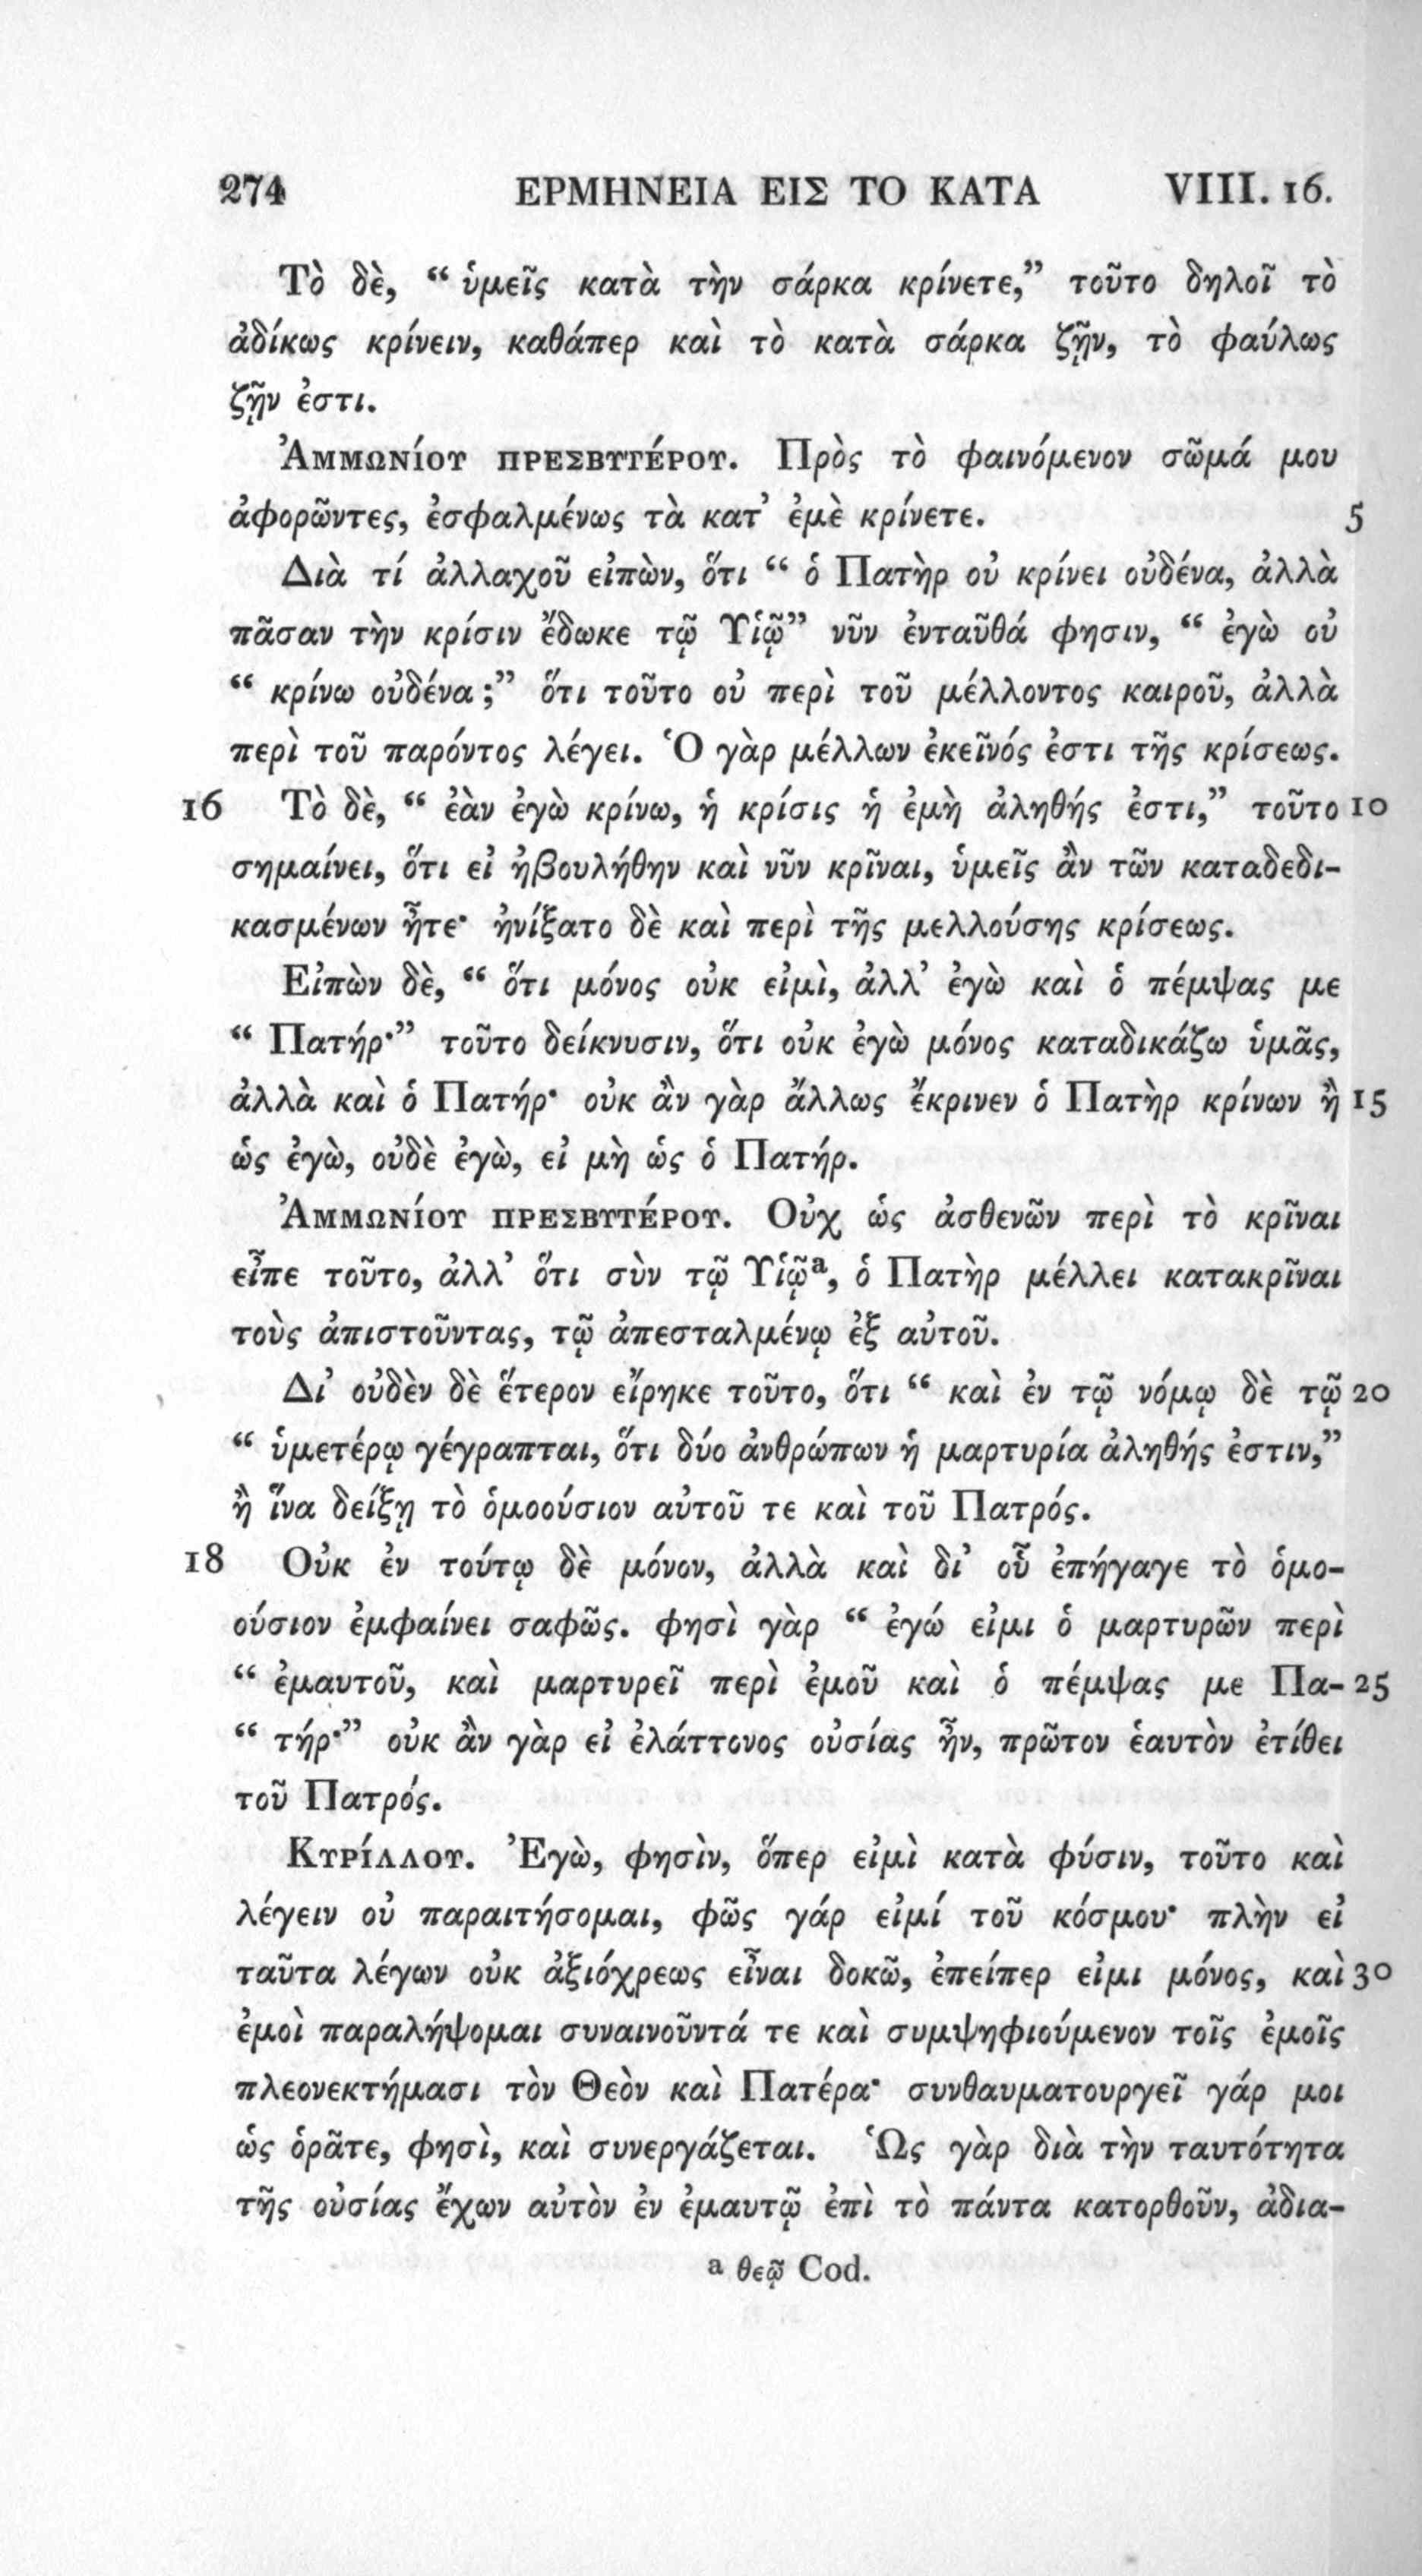 274 ΕΡΜΗΝΕΙΑ ΕΙΣ ΤΟ ΚΑΤΑ VIII. 16.
Τὸ δὲ, “ ὑμεῖς κατὰ τὴν σάρκα κρίνετε,” τοῦτο δηλοῖ τὸ
ἀδίκως κρίνειν, καθάπερ καὶ τὸ κατὰ σάρκα ζῇν, τὸ φαύλως
ζῇν ἐστι.
Ἀμμωνίου πρεσβυτέρου. Πρὸς τὸ φαινόμενον σῶμά μου
ἀφορῶντες, ἐσφαλμένως τὰ κατ’ ἐμὲ κρίνετε. 5
Διὰ τί ἀλλαχοῦ εἰπὼν, ὅτι “ ὁ Πατὴρ οὐ κρίνει οὐδένα, ἀλλὰ
πᾶσαν τὴν κρίσιν ἔδωκε τῷ Υἱῷ” νῦν ἐνταῦθά φησιν, “ ἐγὼ οὐ
“ κρίνω οὐδένα ;” ὅτι τοῦτο οὐ περὶ τοῦ μέλλοντος καιροῦ, ἀλλὰ
περὶ τοῦ παρόντος λέγει. Ὁ γὰρ μέλλων ἐκεῖνός ἐστι τῆς κρίσεως.
16 Τὸ δὲ, “ ἐὰν ἐγὼ κρίνω, ἡ κρίσις ἡ ἐμὴ ἀληθής ἐστι,” τοῦτο 10
σημαίνει, ὅτι εἰ ἠβουλήθην καὶ νῦν κρῖναι, ὑμεῖς ἂν τῶν καταδεδι-
κασμένων ἦτε· ἠνίξατο δὲ καὶ περὶ τῆς μελλούσης κρίσεως.
Εἰπὼν δὲ, “ ὅτι μόνος οὐκ εἰμὶ, ἀλλ’ ἐγὼ καὶ ὁ πέμψας με
“ Πατήρ·” τοῦτο δείκνυσιν, ὅτι οὐκ ἐγὼ μόνος καταδικάζω ὑμᾶς,
ἀλλὰ καὶ ὁ Πατήρ· οὐκ ἂν γὰρ ἄλλως ἔκρινεν ὁ Πατὴρ κρίνων ἢ 15
ὡς ἐγὼ, οὐδὲ ἐγὼ, εἰ μὴ ὡς ὁ Πατήρ.
Ἀμμωνίου πρεσβυτέρου. Οὐχ ὡς ἀσθενῶν περὶ τὸ κρῖναι
εἶπε τοῦτο, ἀλλ’ ὅτι σὺν τῷ Υἱῷᵃ, ὁ Πατὴρ μέλλει κατακρῖναι
τοὺς ἀπιστοῦντας, τῷ ἀπεσταλμένῳ ἐξ αὐτοῦ.
Δι’ οὐδὲν δὲ ἕτερον εἴρηκε τοῦτο, ὅτι “ καὶ ἐν τῷ νόμῳ δὲ τῷ 20
“ ὑμετέρῳ γέγραπται, ὅτι δύο ἀνθρώπων ἡ μαρτυρία ἀληθής ἐστιν,”
ἢ ἵνα δείξῃ τὸ ὁμοούσιον αὐτοῦ τε καὶ τοῦ Πατρός.
18 Οὐκ ἐν τούτῳ δὲ μόνον, ἀλλὰ καὶ δι’ οὗ ἐπήγαγε τὸ ὁμο-
ούσιον ἐμφαίνει σαφῶς. φησὶ γὰρ “ ἐγώ εἰμι ὁ μαρτυρῶν περὶ
“ ἐμαυτοῦ, καὶ μαρτυρεῖ περὶ ἐμοῦ καὶ ὁ πέμψας με Πα- 25
“ τήρ·” οὐκ ἂν γὰρ εἰ ἐλάττονος οὐσίας ἦν, πρῶτον ἑαυτὸν ἐτίθει
τοῦ Πατρός.
Κυρίλλου. Ἐγὼ, φησὶν, ὅπερ εἰμὶ κατὰ φύσιν, τοῦτο καὶ
λέγειν οὐ παραιτήσομαι, φῶς γάρ εἰμί τοῦ κόσμου· πλὴν εἰ
ταῦτα λέγων οὐκ ἀξιόχρεως εἶναι δοκῶ, ἐπείπερ εἰμι μόνος, καὶ 30
ἐμοὶ παραλήψομαι συναινοῦντά τε καὶ συμψηφιούμενον τοῖς ἐμοῖς
πλεονεκτήμασι τὸν Θεὸν καὶ Πατέρα· συνθαυματουργεῖ γάρ μοι
ὡς ὁρᾶτε, φησὶ, καὶ συνεργάζεται. Ὡς γὰρ διὰ τὴν ταυτότητα
τῆς οὐσίας ἔχων αὐτὸν ἐν ἐμαυτῷ ἐπὶ τὸ πάντα κατορθοῦν, ἀδια-
ᵃ θεῷ Cod.